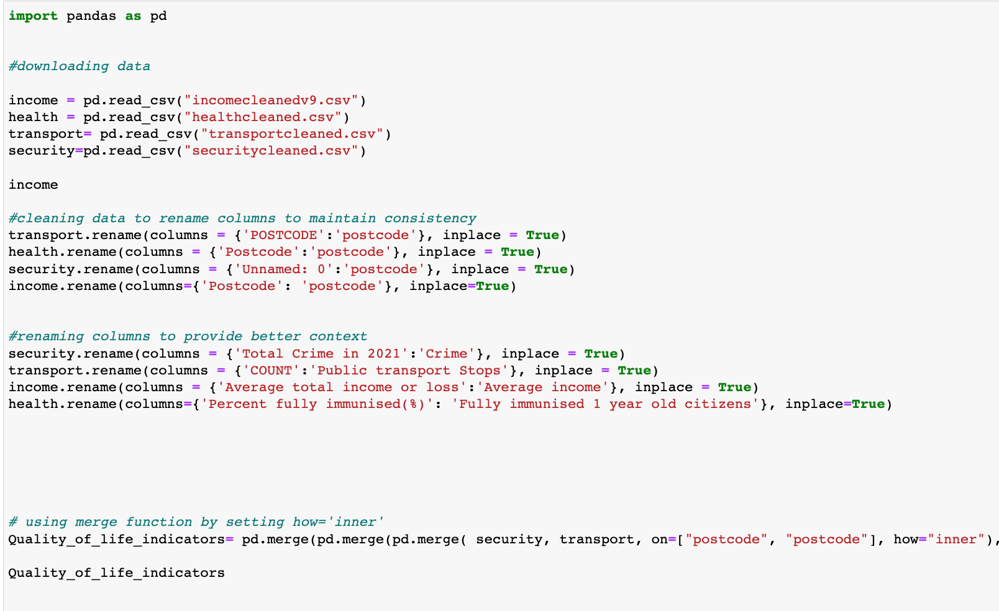 import pandas as pd
#downloading data
income = pd.read_csv("incomecleanedv9.csv")
health = pd.read_csv("healthcleaned.csv")
transport= pd.read_csv("transportcleaned.csv")
security=pd.read_csv("securitycleaned.csv")
income
#cleaning data to rename columns to maintain consistency
transport.rename(columns = {'POSTCODE':'postcode'}, inplace = True)
health.rename(columns = {'Postcode':'postcode'}, inplace = True)
security.rename(columns = {'Unnamed: 0':'postcode'}, inplace = True)
income.rename(columns={'Postcode': 'postcode'}, inplace=True)
#renaming columns to provide better context
security.rename(columns = {'Total Crime in 2021':'Crime'}, inplace = True)
transport.rename(columns = {'COUNT':'Public transport Stops'}, inplace = True)
income.rename(columns = {'Average total income or loss':'Average income'}, inplace = True)
health.rename(columns={'Percent fully immunised(%)': 'Fully immunised 1 year old citizens'}, inplace=True)
# using merge function by setting how='inner'
Quality_of_life_indicators= pd.merge(pd.merge(pd.merge( security, transport, on=["postcode", "postcode"], how="inner"),
Quality_of_life_indicators